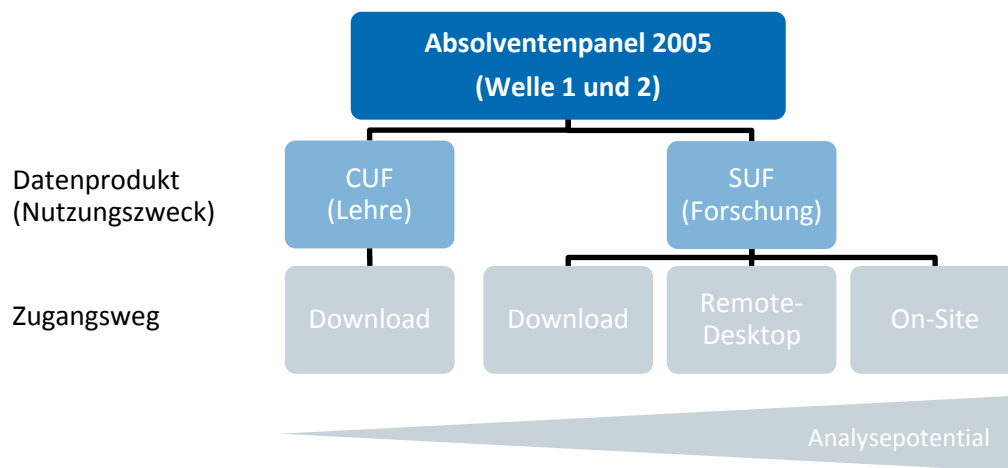 Absolventenpanel 2005
(Welle 1 und 2)
Datenprodukt
(Nutzungszweck)
CUF
(Lehre)
SUF
(Forschung)
Zugangsweg
Download
Download
Remote-
Desktop
On-Site
Analysepotential